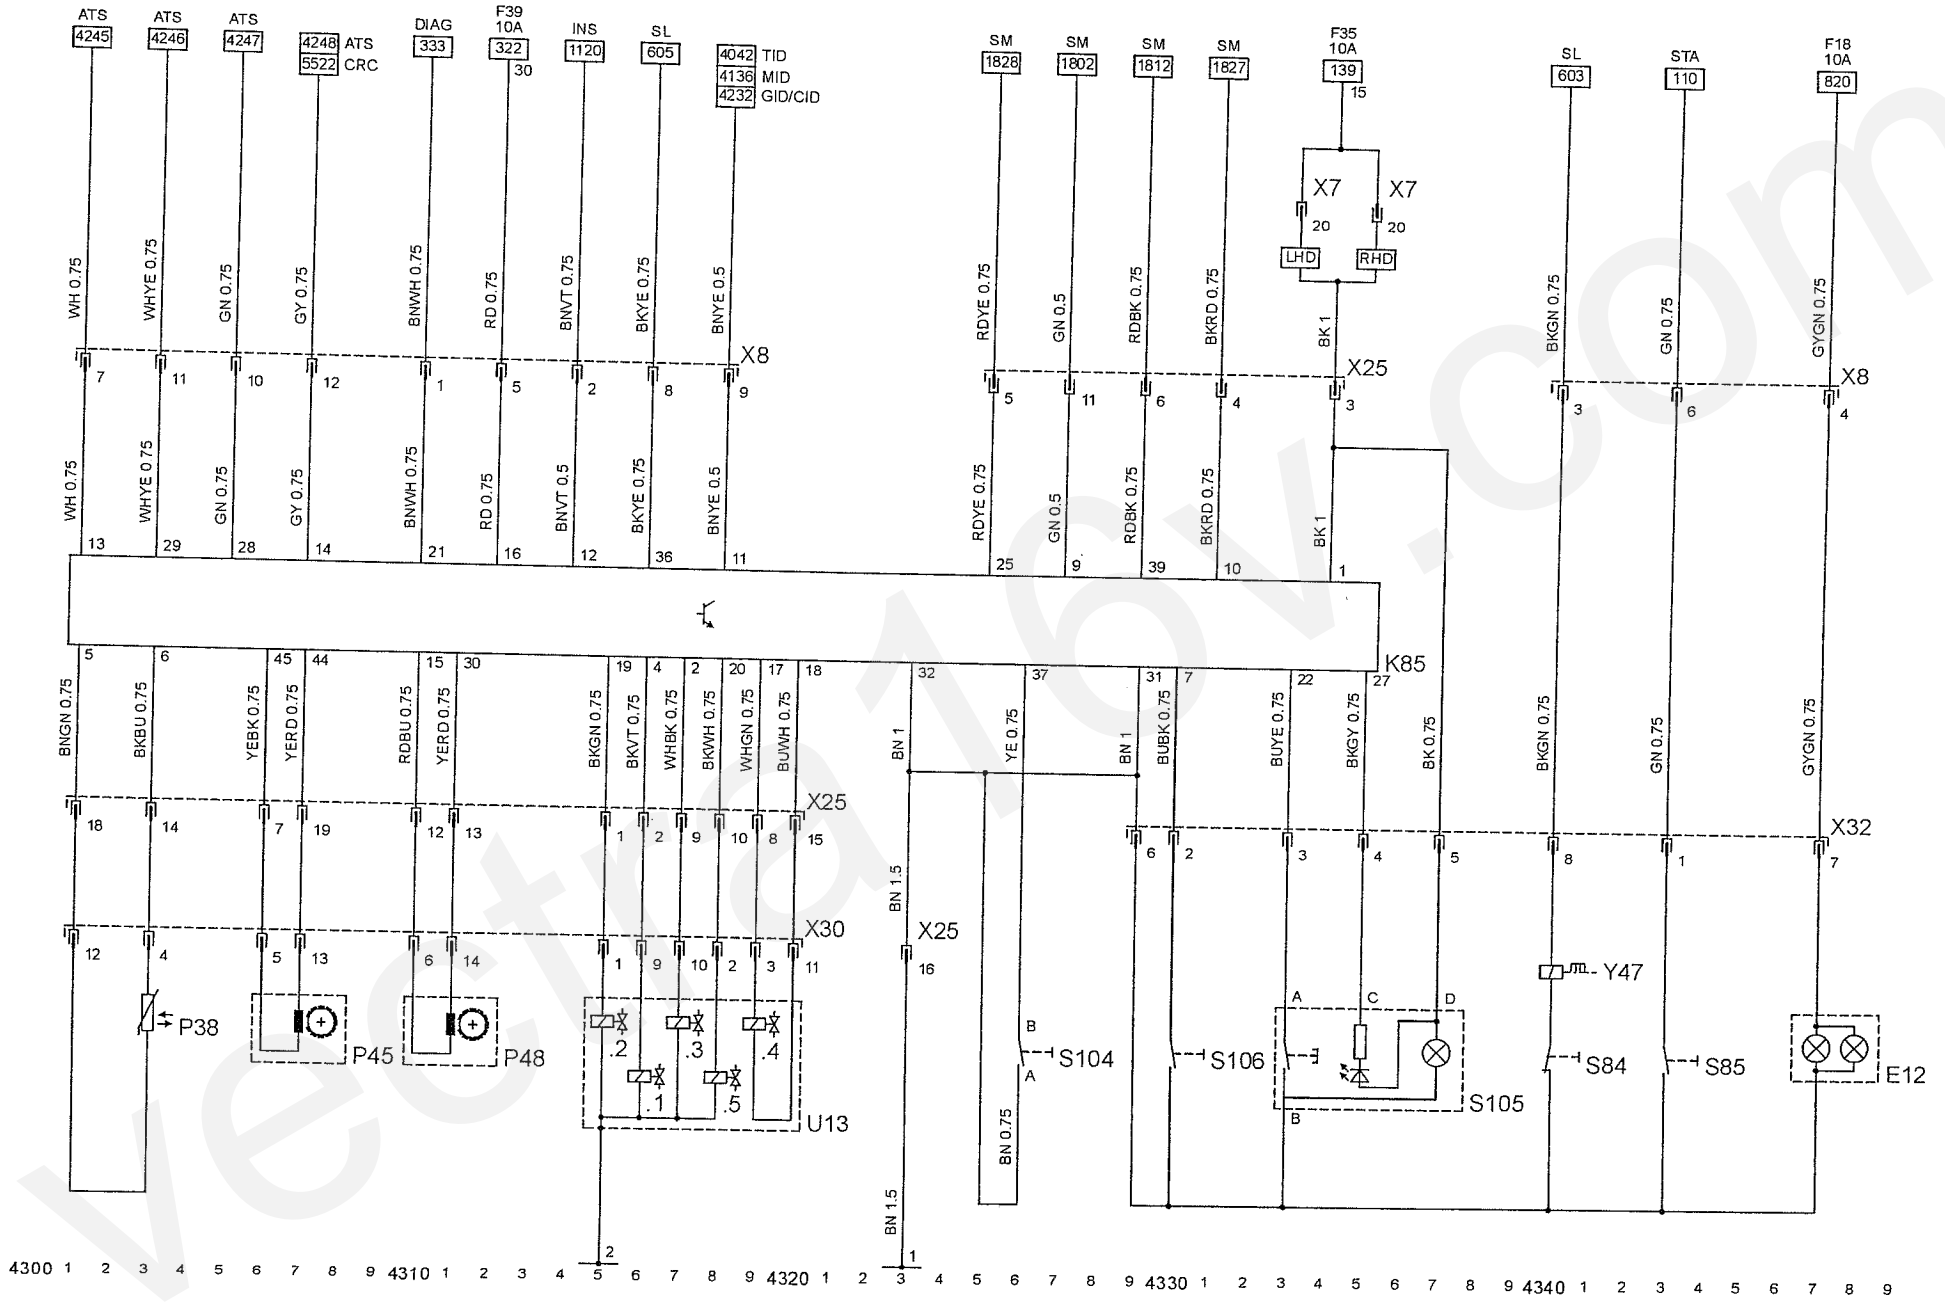 ATS ATS ATS F39 10A
4245 4246 4247 4248 ATS DIAG 322 INS SL
5522 CRC 333 30 1120 605 4042 TID
4136 MID
4232 GID/CID
SM SM SM SM F35 10A SL STA F18 10A
1828 1802 1812 1827 139 603 110 820
15
X7 X7
20 20
LHD RHD
WH 0.75 WHYE 0.75 GN 0.75 GY 0.75 BNWH 0.75 RD 0.75 BNVT 0.75 BKYE 0.75 BNYE 0.5 RDYE 0.75 GN 0.5 RDBK 0.75 BKRD 0.75 BK 1 BKGN 0.75 GN 0.75 GYGN 0.75
X8 X25 X8
7 11 10 12 1 5 2 8 9 5 11 6 4 3 3 6 4
WH 0.75 WHYE 0.75 GN 0.75 GY 0.75 BNWH 0.75 RD 0.75 BNVT 0.5 BKYE 0.75 BNYE 0.5 RDYE 0.75 GN 0.5 RDBK 0.75 BKRD 0.75 BK 1
13 29 28 14 21 16 12 36 11 25 9 39 10 1
K85
5 6 45 44 15 30 19 4 2 20 17 18 32 37 31 7 22 27
BNGN 0.75 BKBU 0.75 YEBK 0.75 YERD 0.75 RDBU 0.75 YERD 0.75 BKGN 0.75 BKVT 0.75 WHBK 0.75 BKWH 0.75 WHGN 0.75 BUWH 0.75 BN 1 YE 0.75 BN 1 BUBK 0.75 BUYE 0.75 BKGY 0.75 BK 0.75 BKGN 0.75 GN 0.75 GYGN 0.75
X25 X32
18 14 7 19 12 13 1 2 9 10 8 15 6 2 3 4 5 8 1 7
BN 1.5
X30 X25
12 4 5 13 6 14 1 9 10 2 3 11 16
Y47
A C D
P38 P45 P48 .2 .3 .4 B S104 A S106 S84 S85 E12
.1 .5 U13 S105
B
BN 0.75
BN 1.5
2 1
4300 1 2 3 4 5 6 7 8 9 4310 1 2 3 4 5 6 7 8 9 4320 1 2 3 4 5 6 7 8 9 4330 1 2 3 4 5 6 7 8 9 4340 1 2 3 4 5 6 7 8 9
vectra16v.com